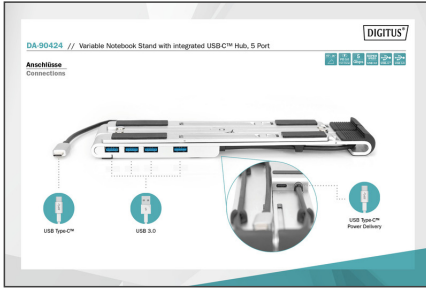 DIGITUS®
DA-90424 // Variable Notebook Stand with integrated USB-C™ Hub, 5 Port
Anschlüsse
Connections
USB Type-C™
USB 3.0
USB Type-C™
Power Delivery